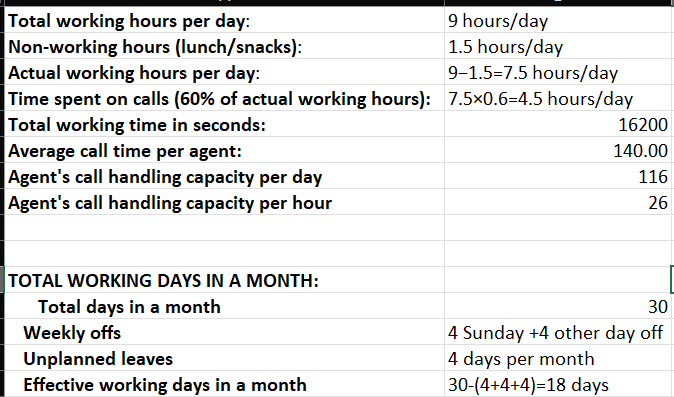 Total working hours per day: 9 hours/day
Non-working hours (lunch/snacks): 1.5 hours/day
Actual working hours per day: 9−1.5=7.5 hours/day
Time spent on calls (60% of actual working hours): 7.5×0.6=4.5 hours/day
Total working time in seconds: 16200
Average call time per agent: 140.00
Agent's call handling capacity per day 116
Agent's call handling capacity per hour 26
TOTAL WORKING DAYS IN A MONTH:
Total days in a month 30
Weekly offs 4 Sunday +4 other day off
Unplanned leaves 4 days per month
Effective working days in a month 30-(4+4+4)=18 days